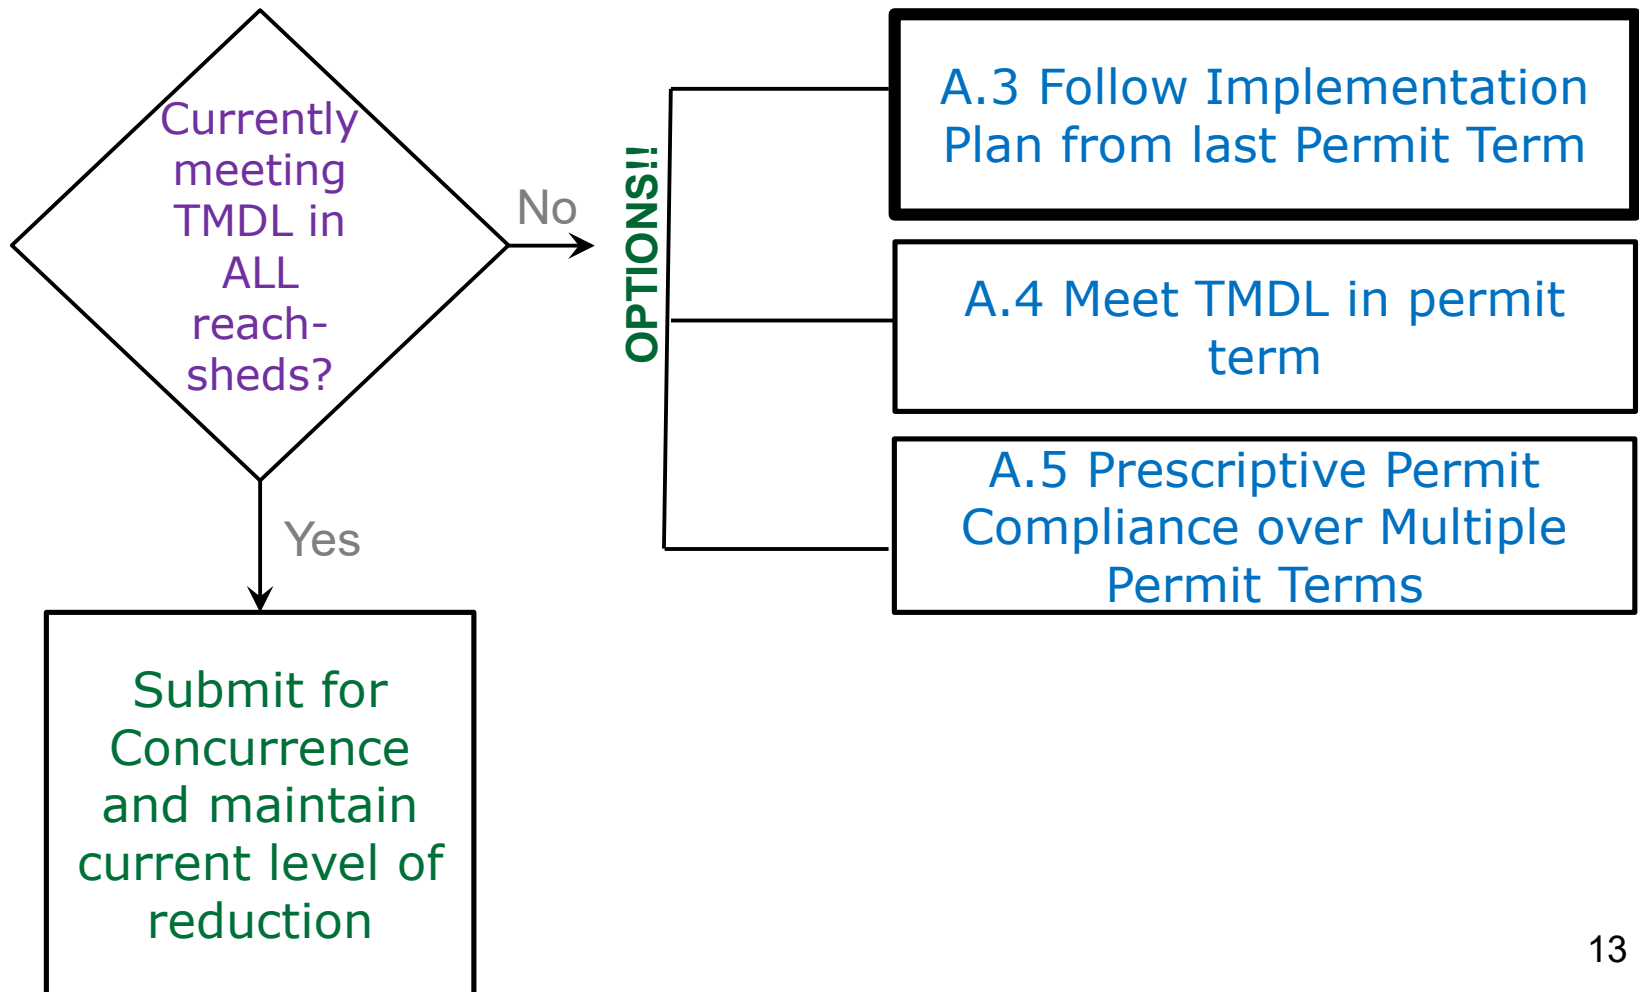 Currently
meeting
TMDL in
ALL
reach-
sheds?
No
Yes
Submit for
Concurrence
and maintain
current level of
reduction
OPTIONS!!
A.3 Follow Implementation
Plan from last Permit Term
A.4 Meet TMDL in permit
term
A.5 Prescriptive Permit
Compliance over Multiple
Permit Terms
13